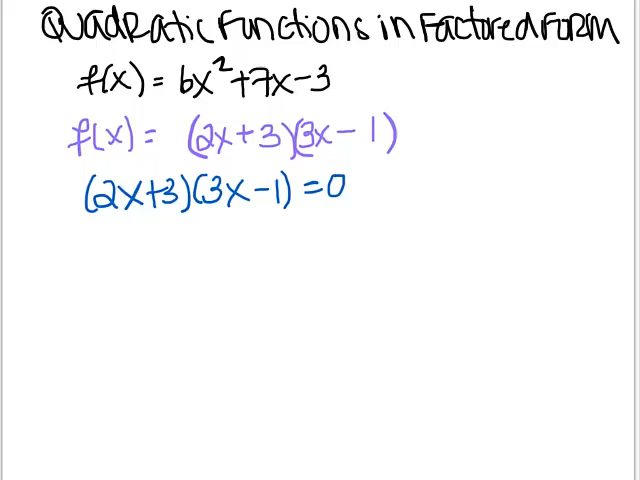 Quadratic Functions in Factored Form
f(x) = 6x² + 7x - 3
f(x) = (2x + 3)(3x - 1)
(2x + 3)(3x - 1) = 0